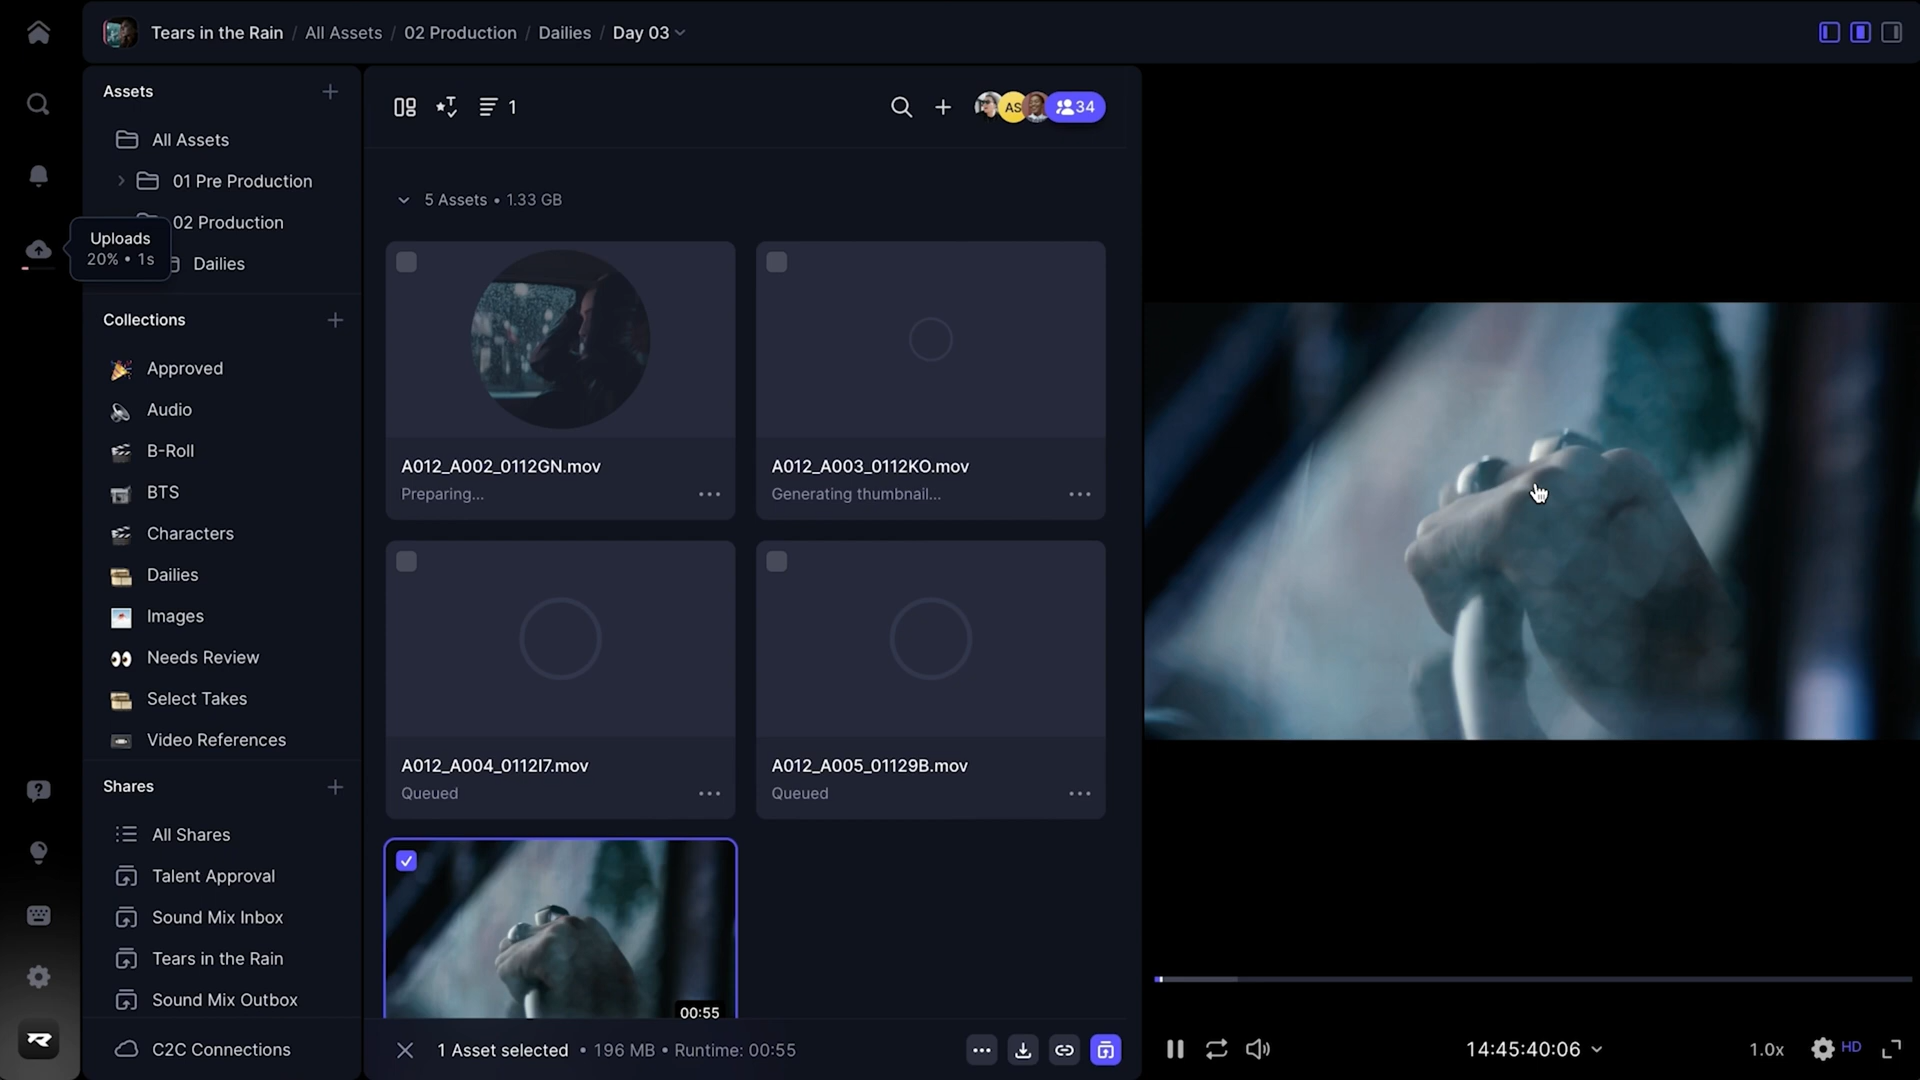 Tears in the Rain / All Assets / 02 Production / Dailies / Day 03
Assets
All Assets
01 Pre Production
02 Production
Dailies
Uploads
20% • 1s
Collections
Approved
Audio
B-Roll
BTS
Characters
Dailies
Images
Needs Review
Select Takes
Video References
Shares
All Shares
Talent Approval
Sound Mix Inbox
Tears in the Rain
Sound Mix Outbox
C2C Connections
1
AS
34
5 Assets • 1.33 GB
A012_A002_0112GN.mov
Preparing...
A012_A003_0112KO.mov
Generating thumbnail...
A012_A004_0112I7.mov
Queued
A012_A005_01129B.mov
Queued
00:55
1 Asset selected • 196 MB • Runtime: 00:55
14:45:40:06
1.0x
HD